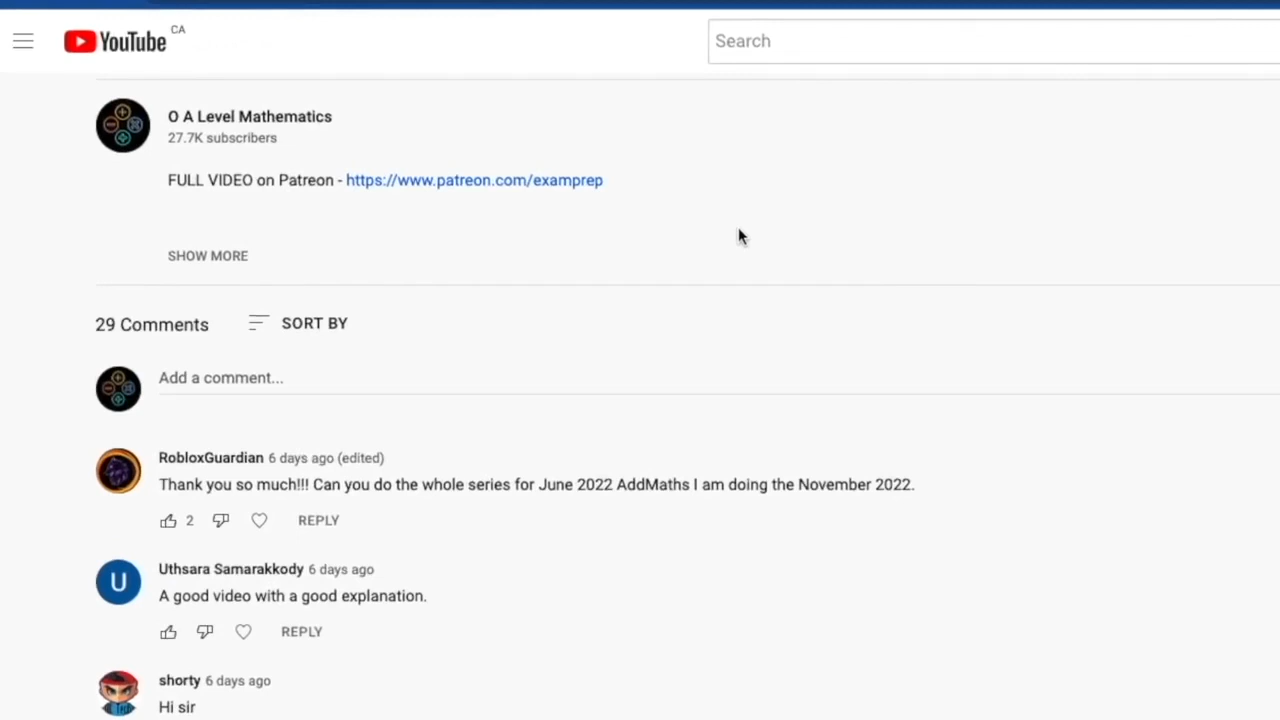 YouTube CA
Search
O A Level Mathematics
27.7K subscribers
FULL VIDEO on Patreon - https://www.patreon.com/examprep
SHOW MORE
29 Comments SORT BY
Add a comment...
RobloxGuardian 6 days ago (edited)
Thank you so much!!! Can you do the whole series for June 2022 AddMaths I am doing the November 2022.
2 REPLY
U
Uthsara Samarakkody 6 days ago
A good video with a good explanation.
REPLY
shorty 6 days ago
Hi sir